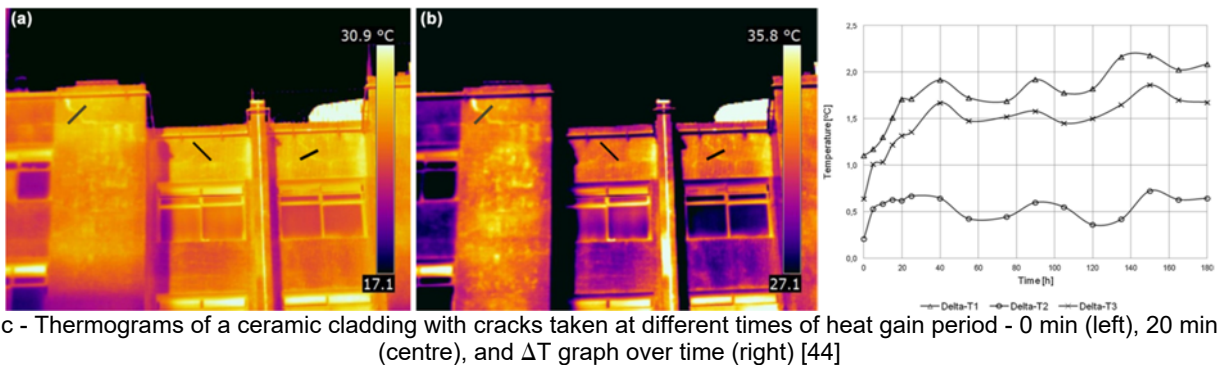 (a)
30.9 °C
17.1
(b)
35.8 °C
27.1
2,5
2,0
1,5
1,0
0,5
0,0
Temperature [ºC]
0 20 40 60 80 100 120 140 160 180
Time [h]
Delta-T1 Delta-T2 Delta-T3
c - Thermograms of a ceramic cladding with cracks taken at different times of heat gain period - 0 min (left), 20 min
(centre), and ΔT graph over time (right) [44]